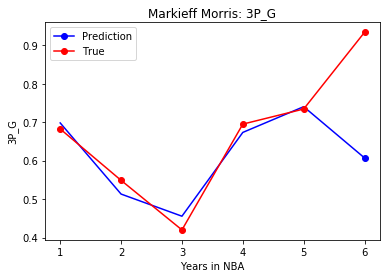 Markieff Morris: 3P_G
Prediction
True
3P_G
0.9
0.8
0.7
0.6
0.5
0.4
1 2 3 4 5 6
Years in NBA